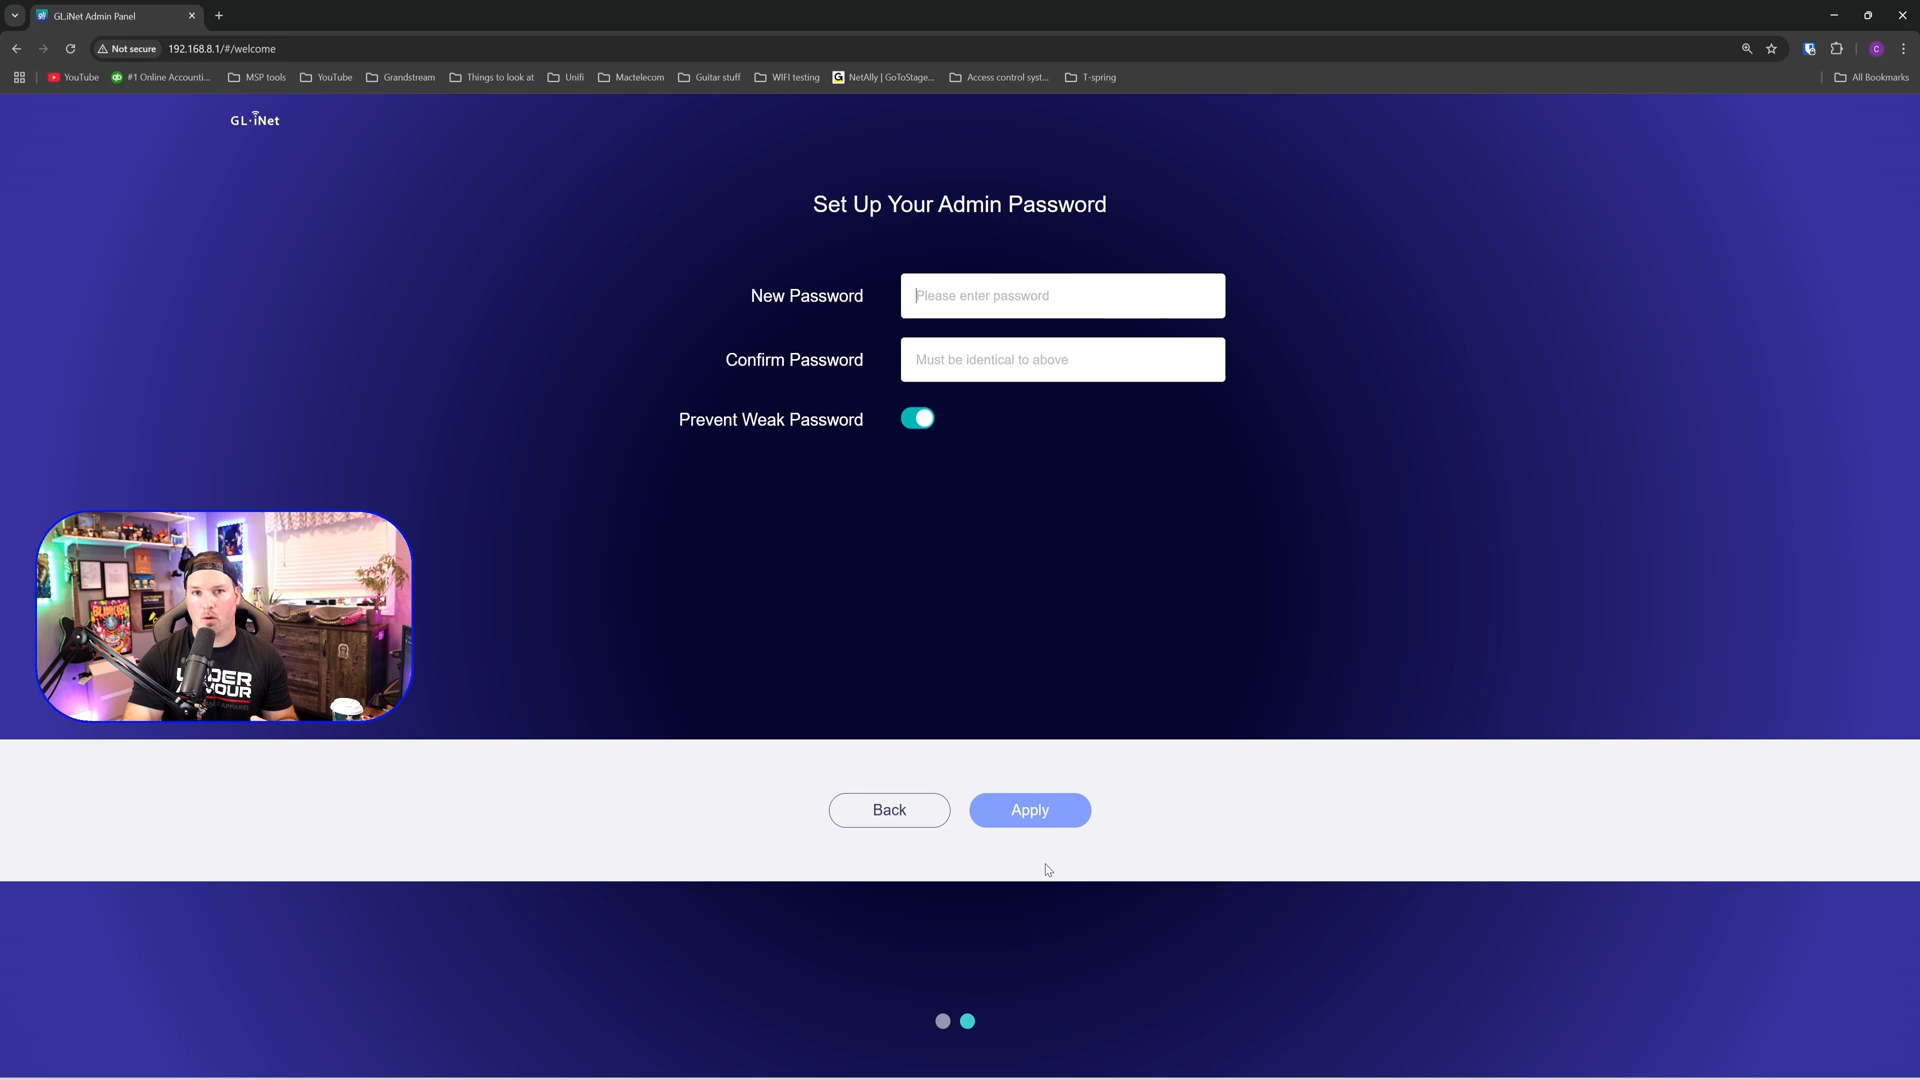 GL.iNet Admin Panel
Not secure 192.168.8.1/#/welcome
YouTube #1 Online Accounti... MSP tools YouTube Grandstream Things to look at Unifi Mactelecom Guitar stuff WIFI testing NetAlly | GoToStage... Access control syst... T-spring All Bookmarks
GL·iNet
Set Up Your Admin Password
New Password Please enter password
Confirm Password Must be identical to above
Prevent Weak Password
UNDER
ARMOUR
Back Apply